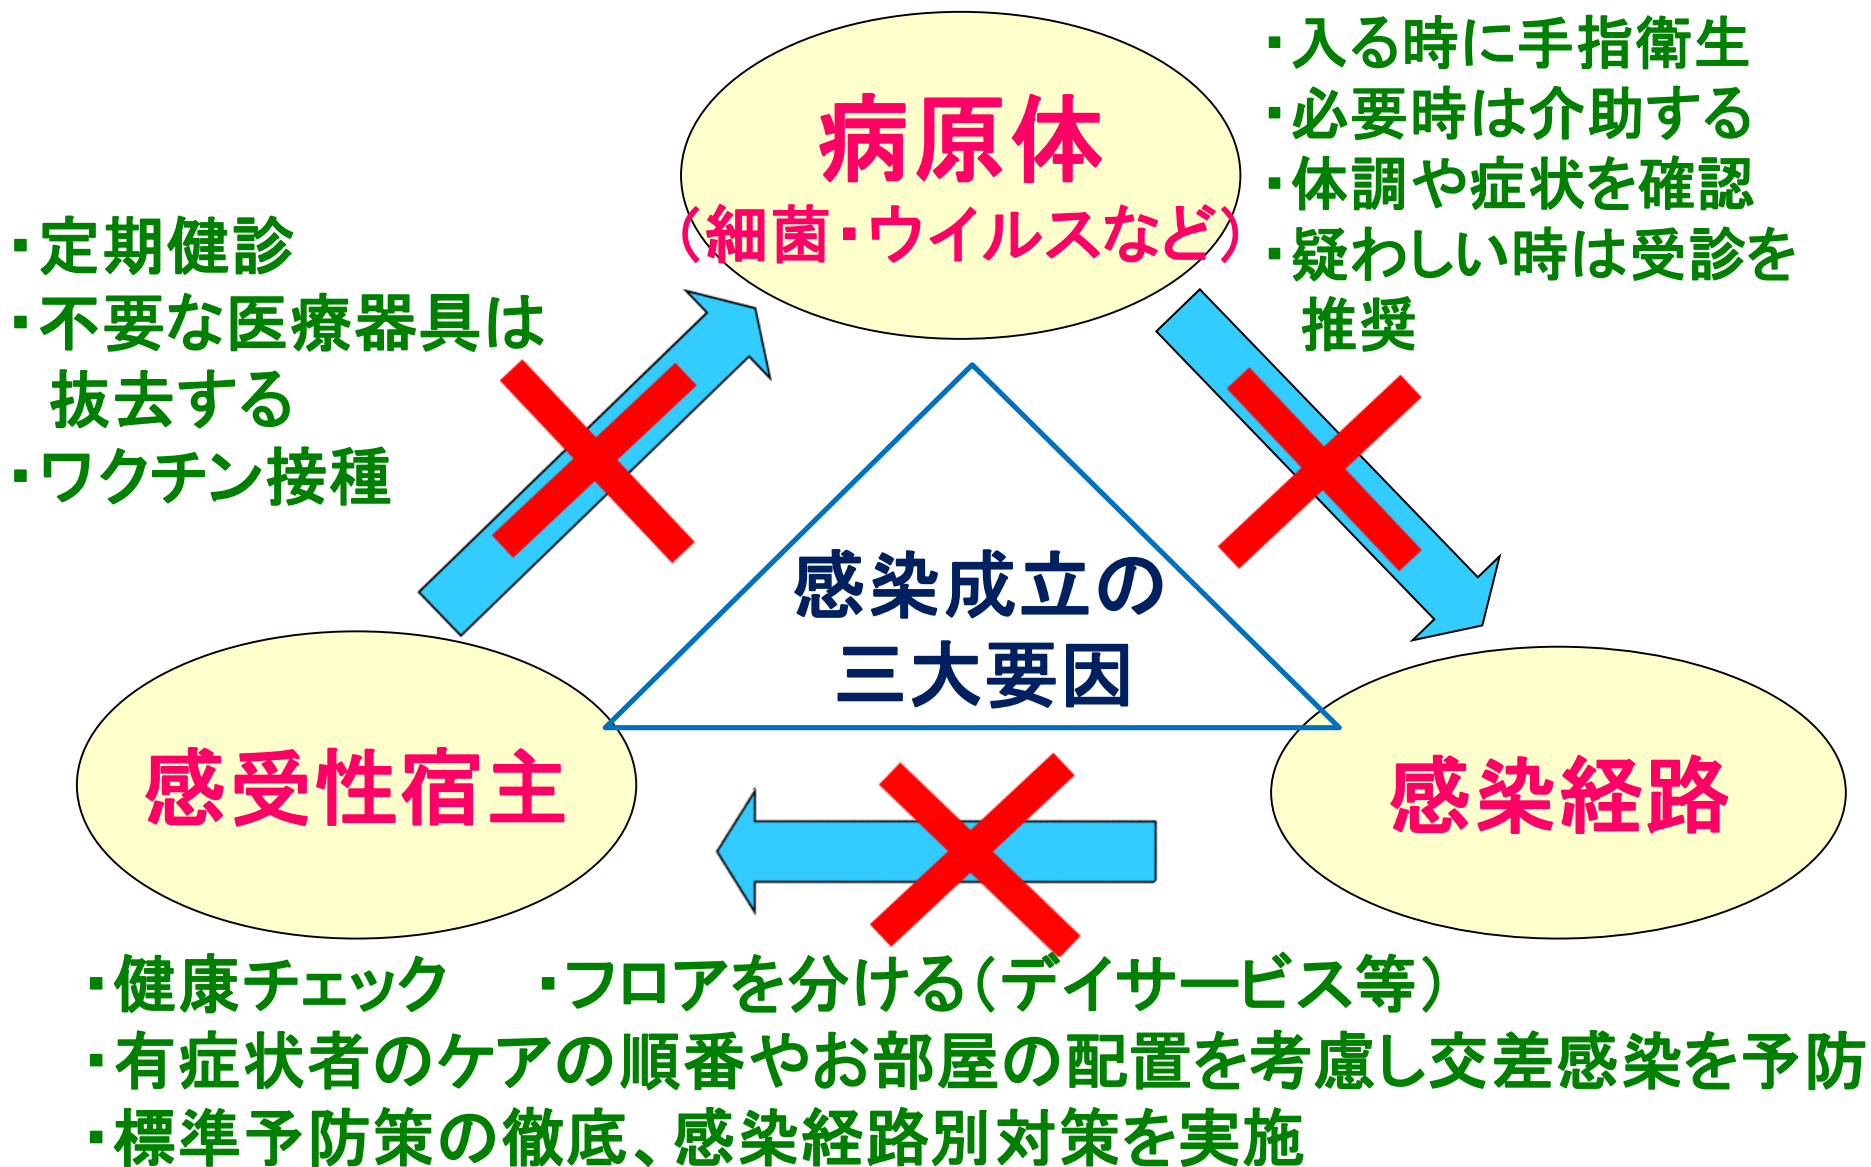 病原体
（細菌・ウイルスなど）
・入る時に手指衛生
・必要時は介助する
・体調や症状を確認
・疑わしい時は受診を
推奨
・定期健診
・不要な医療器具は
抜去する
・ワクチン接種
感染成立の
三大要因
感受性宿主
感染経路
・健康チェック　・フロアを分ける（デイサービス等）
・有症状者のケアの順番やお部屋の配置を考慮し交差感染を予防
・標準予防策の徹底、感染経路別対策を実施